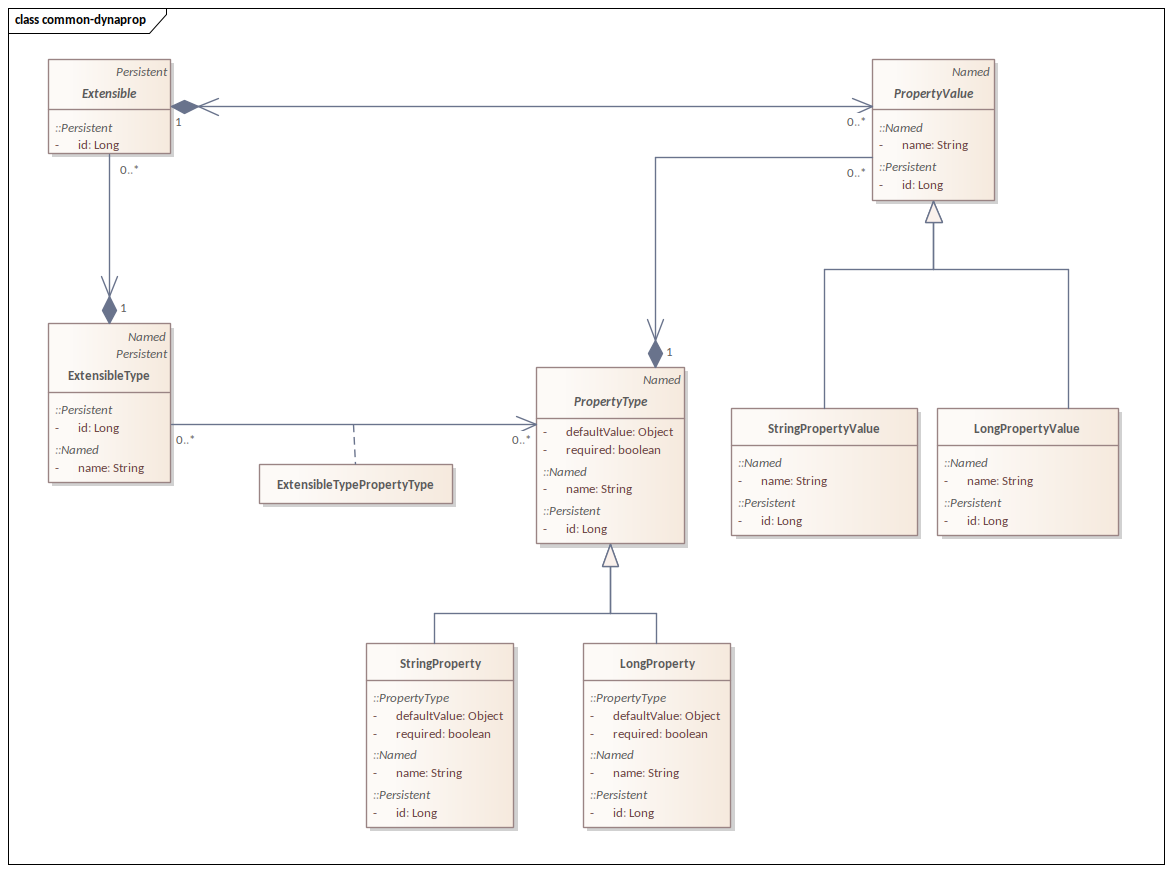 class common-dynaprop
Persistent
Extensible
::Persistent
- id: Long
1
0..*
Named
PropertyValue
::Named
- name: String
::Persistent
- id: Long
0..*
0..*
1
Named
Persistent
ExtensibleType
::Persistent
- id: Long
::Named
- name: String
0..*
0..*
ExtensibleTypePropertyType
1
Named
PropertyType
- defaultValue: Object
- required: boolean
::Named
- name: String
::Persistent
- id: Long
StringPropertyValue
::Named
- name: String
::Persistent
- id: Long
LongPropertyValue
::Named
- name: String
::Persistent
- id: Long
StringProperty
::PropertyType
- defaultValue: Object
- required: boolean
::Named
- name: String
::Persistent
- id: Long
LongProperty
::PropertyType
- defaultValue: Object
- required: boolean
::Named
- name: String
::Persistent
- id: Long